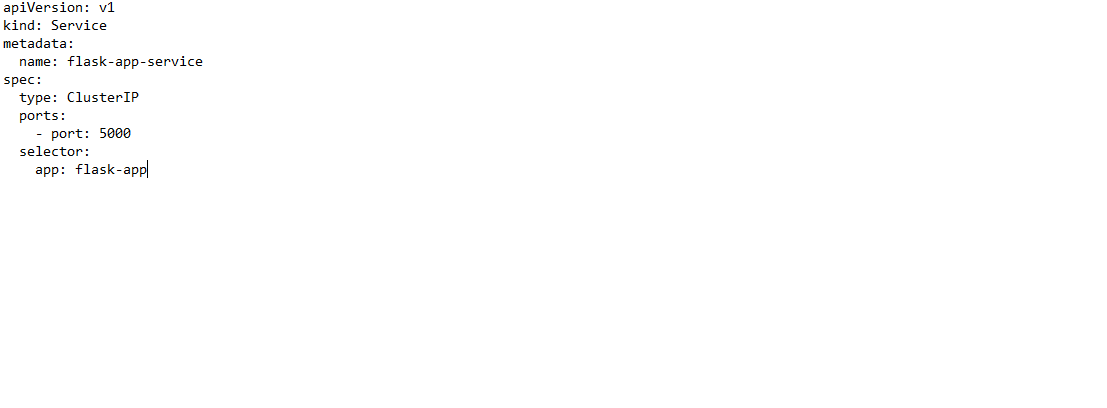 apiVersion: v1
kind: Service
metadata:
  name: flask-app-service
spec:
  type: ClusterIP
  ports:
    - port: 5000
  selector:
    app: flask-app